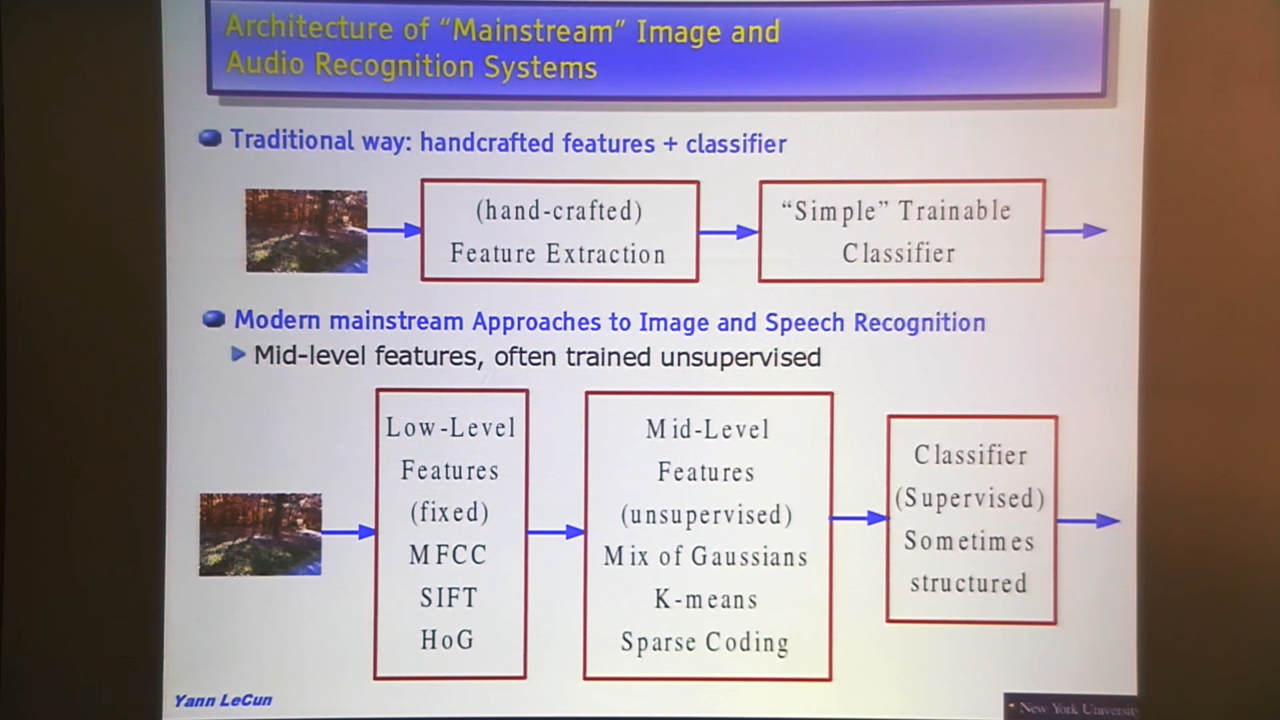 Architecture of “Mainstream” Image and
Audio Recognition Systems
Traditional way: handcrafted features + classifier
(hand-crafted)
Feature Extraction
“Simple” Trainable
Classifier
Modern mainstream Approaches to Image and Speech Recognition
Mid-level features, often trained unsupervised
Low-Level
Features
(fixed)
MFCC
SIFT
HoG
Mid-Level
Features
(unsupervised)
Mix of Gaussians
K-means
Sparse Coding
Classifier
(Supervised)
Sometimes
structured
Yann LeCun
New York University